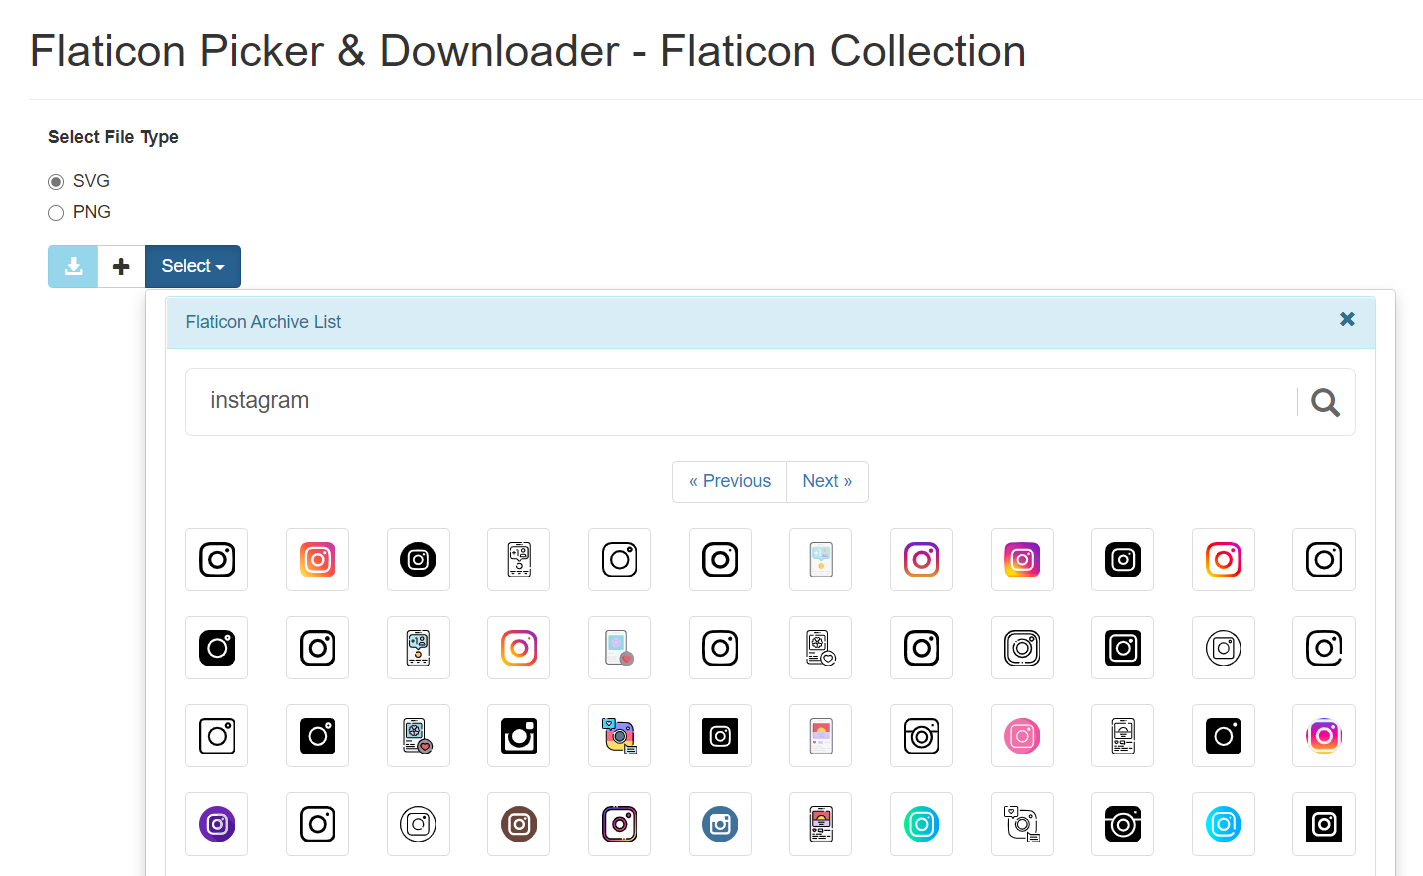 Flaticon Picker & Downloader - Flaticon Collection
Select File Type
SVG
PNG
Select
Flaticon Archive List
instagram
« Previous
Next »